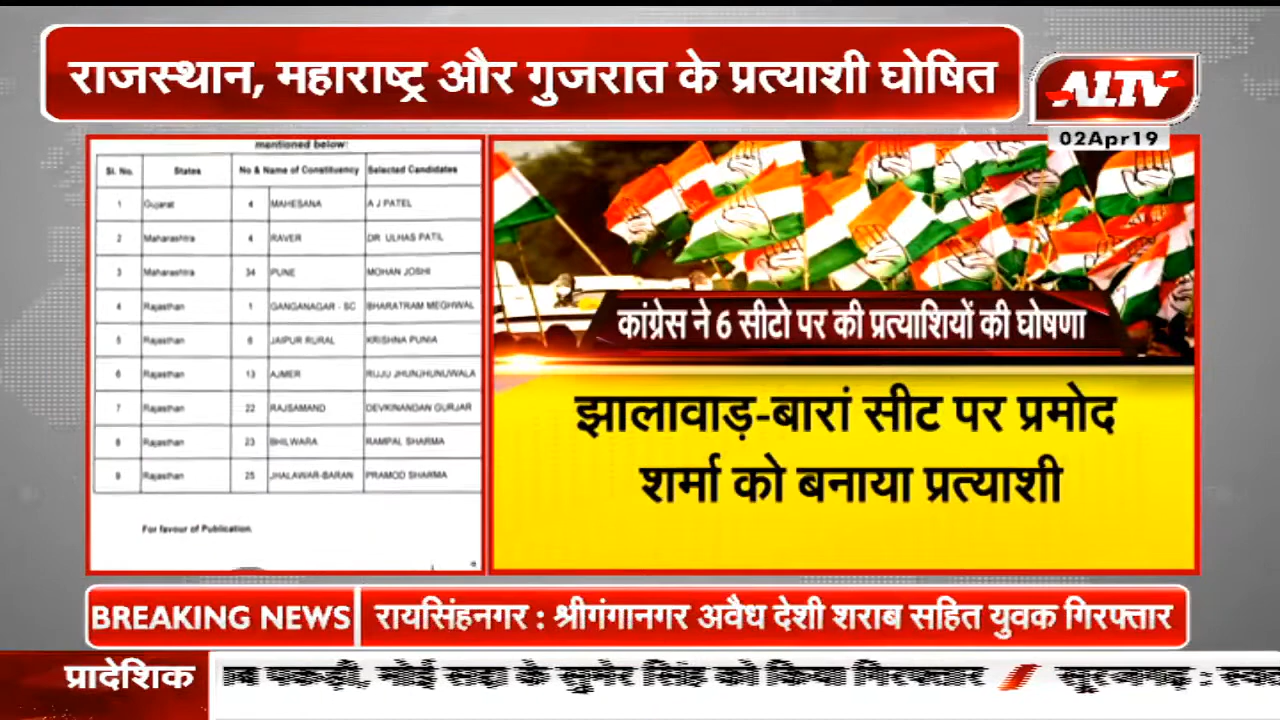 राजस्थान, महाराष्ट्र और गुजरात के प्रत्याशी घोषित
ALTV
02Apr19
mentioned below:
Sl. No. States No & Name of Constituency Selected Candidates
1 Gujarat 4 MAHESANA A J PATEL
2 Maharashtra 4 RAVER DR ULHAS PATIL
3 Maharashtra 34 PUNE MOHAN JOSHI
4 Rajasthan 1 GANGANAGAR - SC BHARATRAM MEGHWAL
5 Rajasthan 6 JAIPUR RURAL KRISHNA PUNIA
6 Rajasthan 13 AJMER RIJU JHUNJHUNUWALA
7 Rajasthan 22 RAJSAMAND DEVKINANDAN GURJAR
8 Rajasthan 23 BHILWARA RAMPAL SHARMA
9 Rajasthan 25 JHALAWAR-BARAN PRAMOD SHARMA
For favour of Publication.
कांग्रेस ने 6 सीटो पर की प्रत्याशियों की घोषणा
झालावाड़-बारां सीट पर प्रमोद
शर्मा को बनाया प्रत्याशी
BREAKING NEWS रायसिंहनगर : श्रीगंगानगर अवैध देशी शराब सहित युवक गिरफ्तार
प्रादेशिक के सुमेर सिंह को किया गिरफ्तार / सूरजगढ़ :